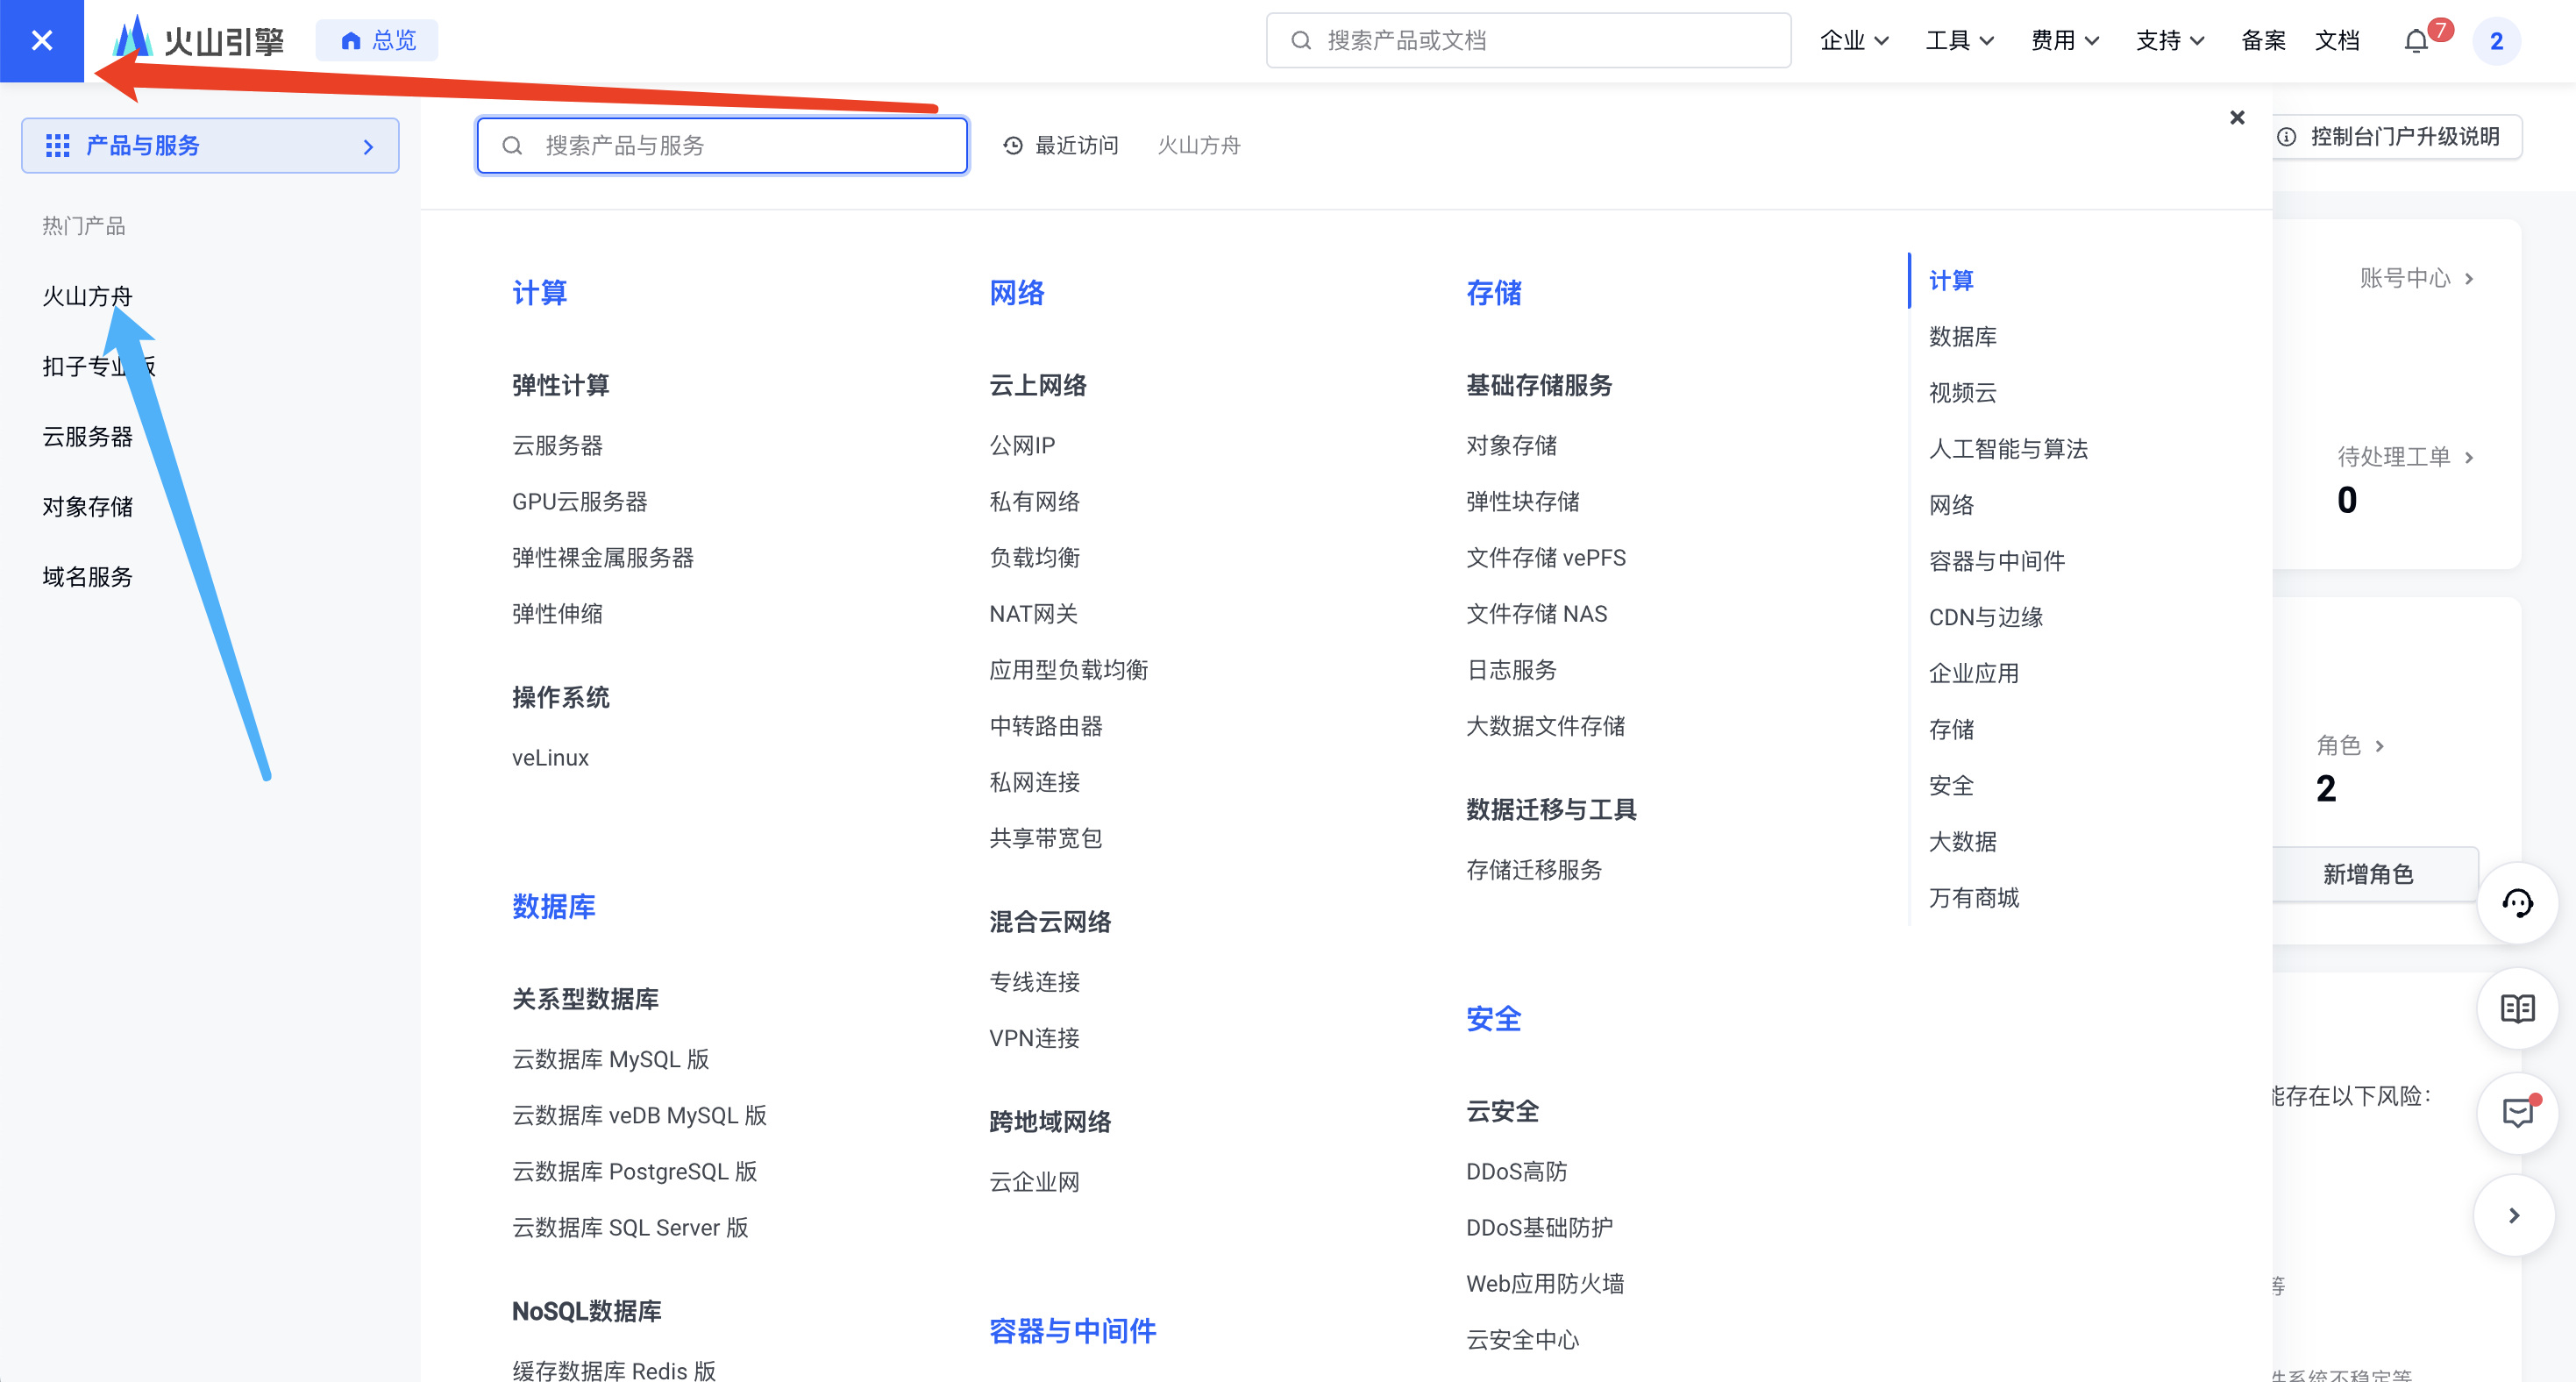 火山引擎
总览
搜索产品或文档
企业
工具
费用
支持
备案
文档
7
2
产品与服务
搜索产品与服务
最近访问
火山方舟
控制台门户升级说明
热门产品
火山方舟
扣子专业版
云服务器
对象存储
域名服务
计算
弹性计算
云服务器
GPU云服务器
弹性裸金属服务器
弹性伸缩
操作系统
veLinux
数据库
关系型数据库
云数据库 MySQL 版
云数据库 veDB MySQL 版
云数据库 PostgreSQL 版
云数据库 SQL Server 版
NoSQL数据库
缓存数据库 Redis 版
网络
云上网络
公网IP
私有网络
负载均衡
NAT网关
应用型负载均衡
中转路由器
私网连接
共享带宽包
混合云网络
专线连接
VPN连接
跨地域网络
云企业网
容器与中间件
存储
基础存储服务
对象存储
弹性块存储
文件存储 vePFS
文件存储 NAS
日志服务
大数据文件存储
数据迁移与工具
存储迁移服务
安全
云安全
DDoS高防
DDoS基础防护
Web应用防火墙
云安全中心
计算
数据库
视频云
人工智能与算法
网络
容器与中间件
CDN与边缘
企业应用
存储
安全
大数据
万有商城
账号中心
待处理工单
0
角色
2
新增角色
能存在以下风险：
等
件系统不稳定等